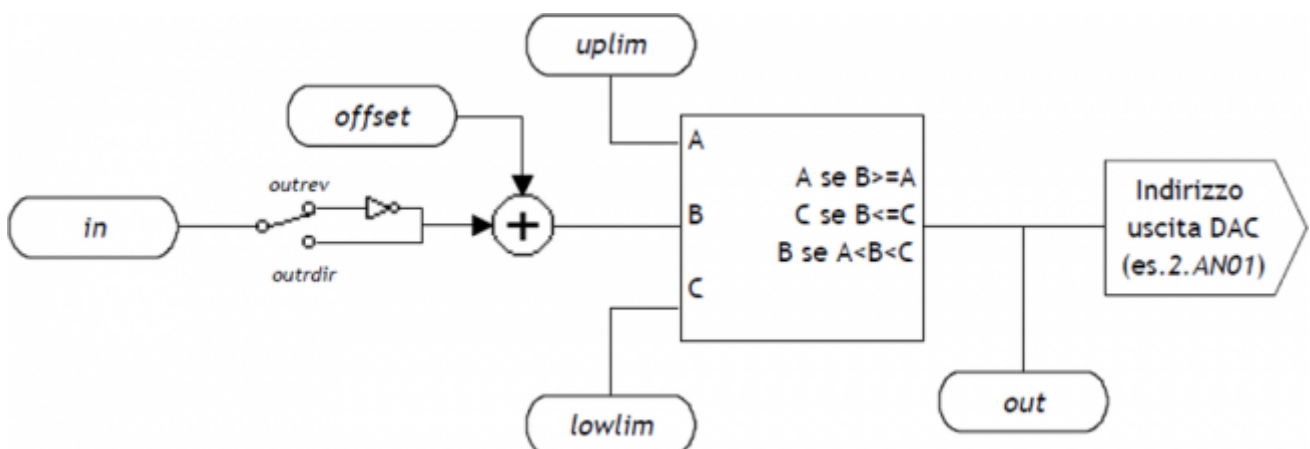 uplim
offset
outrev
in
outrdir
A
B
C
A se B>=A
C se B<=C
B se A<B<C
Indirizzo
uscita DAC
(es.2.AN01)
lowlim
out